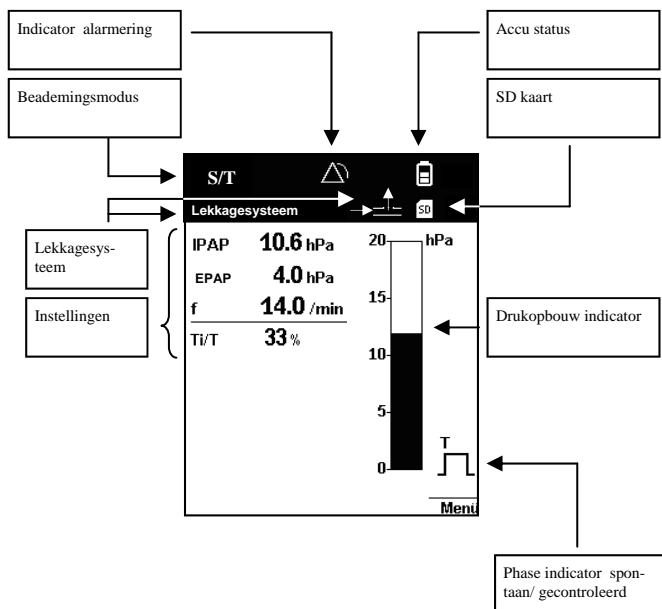 Indicator alarmering
Accu status
Beademingsmodus
SD kaart
S/T
Lekkagesysteem
SD
Lekkagesys-
teem
Instellingen
IPAP 10.6 hPa
EPAP 4.0 hPa
f 14.0 /min
Ti/T 33 %
20 hPa
15
10
5
0
T
Menü
Drukopbouw indicator
Phase indicator spon-
taan/ gecontroleerd